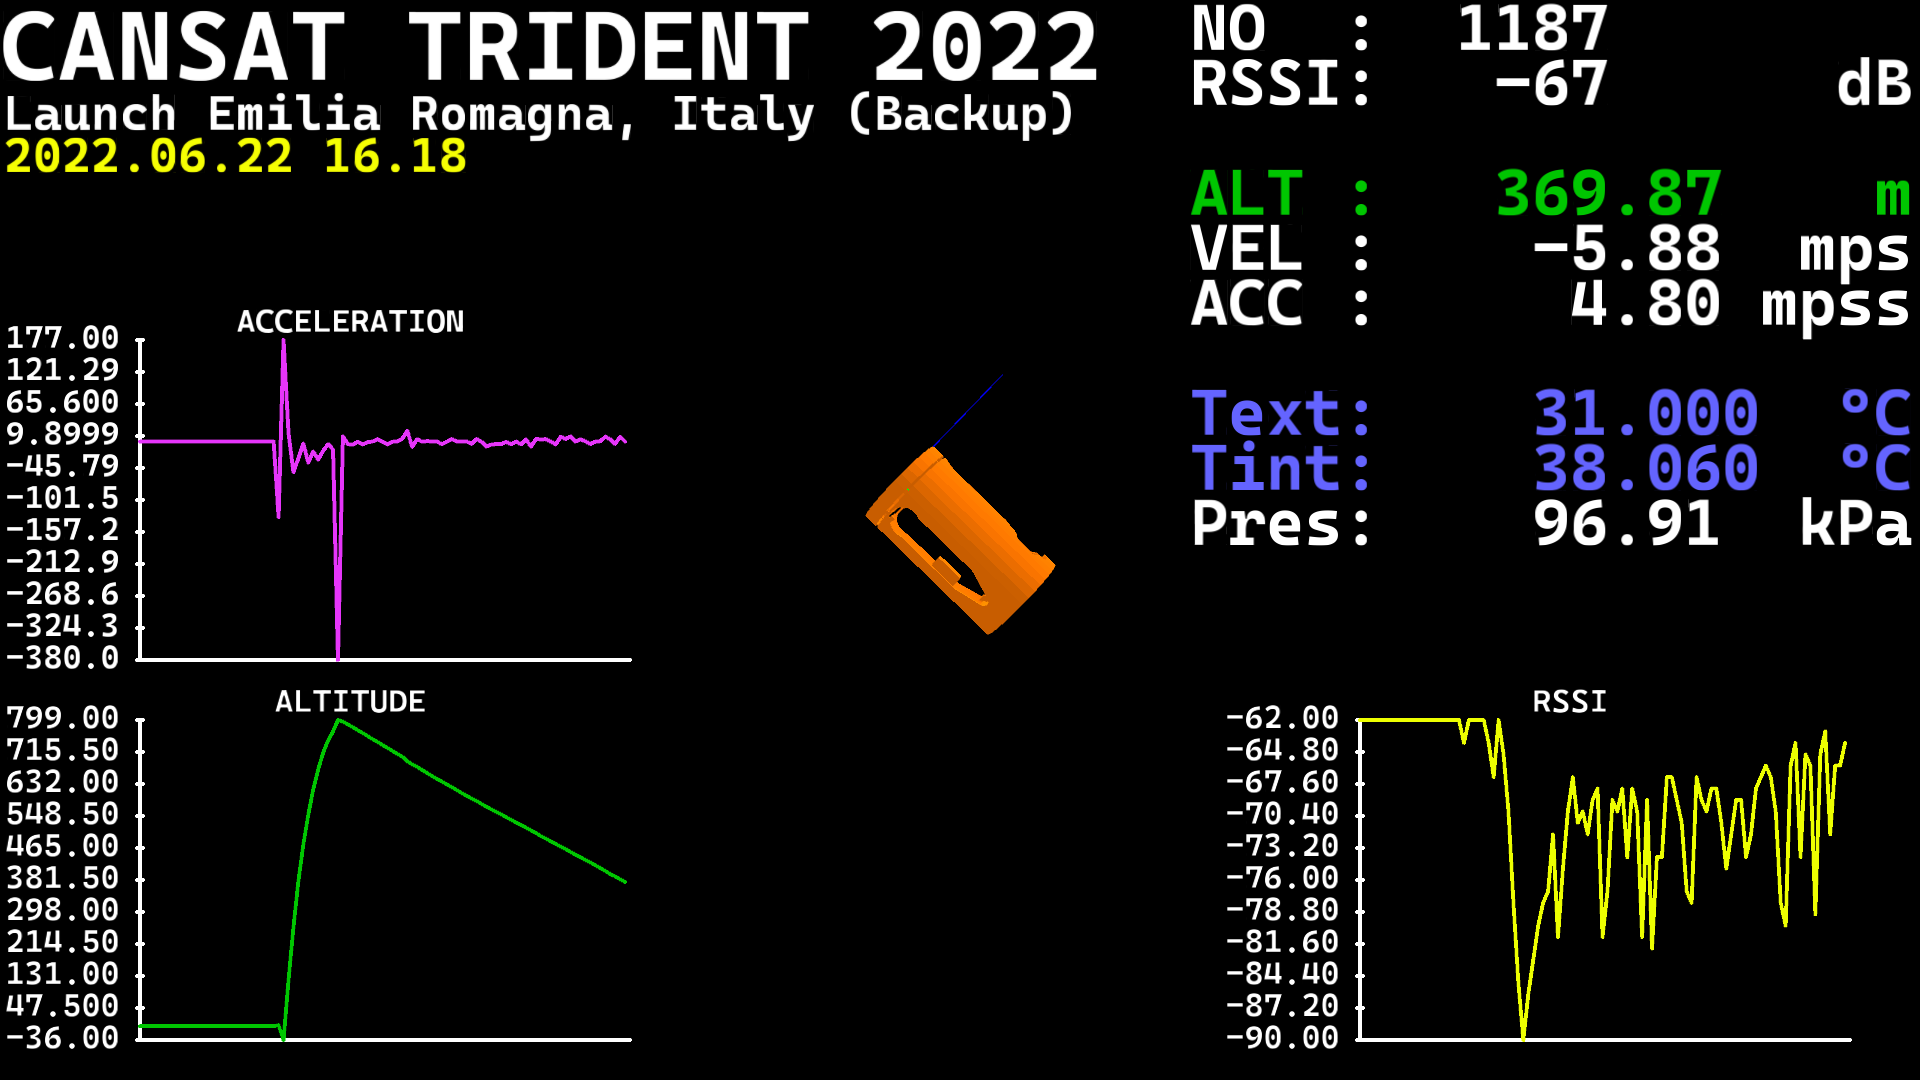 CANSAT TRIDENT 2022
Launch Emilia Romagna, Italy (Backup)
2022.06.22 16.18
NO : 1187
RSSI: -67 dB
ALT : 369.87 m
VEL : -5.88 mps
ACC : 4.80 mpss
Text: 31.000 °C
Tint: 38.060 °C
Pres: 96.91 kPa
ACCELERATION
177.00
121.29
65.600
9.8999
-45.79
-101.5
-157.2
-212.9
-268.6
-324.3
-380.0
ALTITUDE
799.00
715.50
632.00
548.50
465.00
381.50
298.00
214.50
131.00
47.500
-36.00
RSSI
-62.00
-64.80
-67.60
-70.40
-73.20
-76.00
-78.80
-81.60
-84.40
-87.20
-90.00